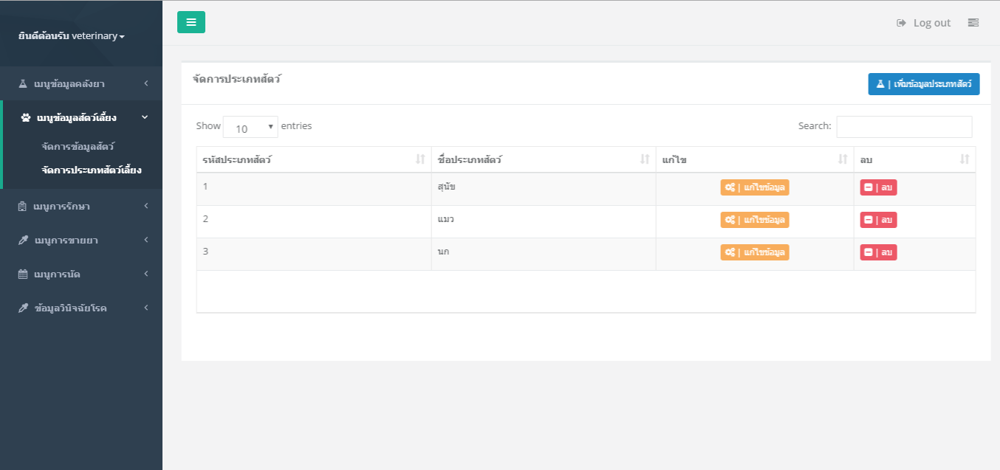 ยินดีต้อนรับ veterinary
เมนูข้อมูลคลังยา
เมนูข้อมูลสัตว์เลี้ยง
จัดการข้อมูลสัตว์
จัดการประเภทสัตว์เลี้ยง
เมนูการรักษา
เมนูการขายยา
เมนูการนัด
ข้อมูลวินิจฉัยโรค
Log out
จัดการประเภทสัตว์
| เพิ่มข้อมูลประเภทสัตว์
Show 10 entries Search:
รหัสประเภทสัตว์ ชื่อประเภทสัตว์ แก้ไข ลบ
1 สุนัข | แก้ไขข้อมูล | ลบ
2 แมว | แก้ไขข้อมูล | ลบ
3 นก | แก้ไขข้อมูล | ลบ